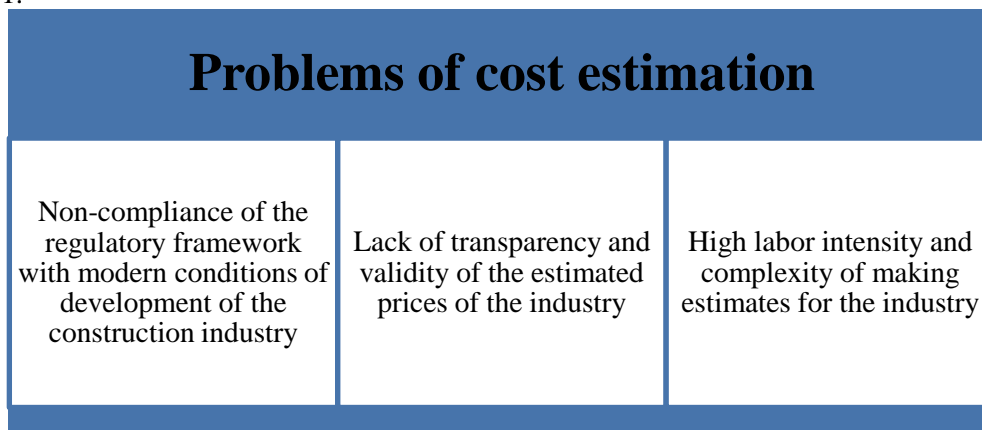 1.
Problems of cost estimation
Non-compliance of the
regulatory framework
with modern conditions of
development of the
construction industry
Lack of transparency and
validity of the estimated
prices of the industry
High labor intensity and
complexity of making
estimates for the industry